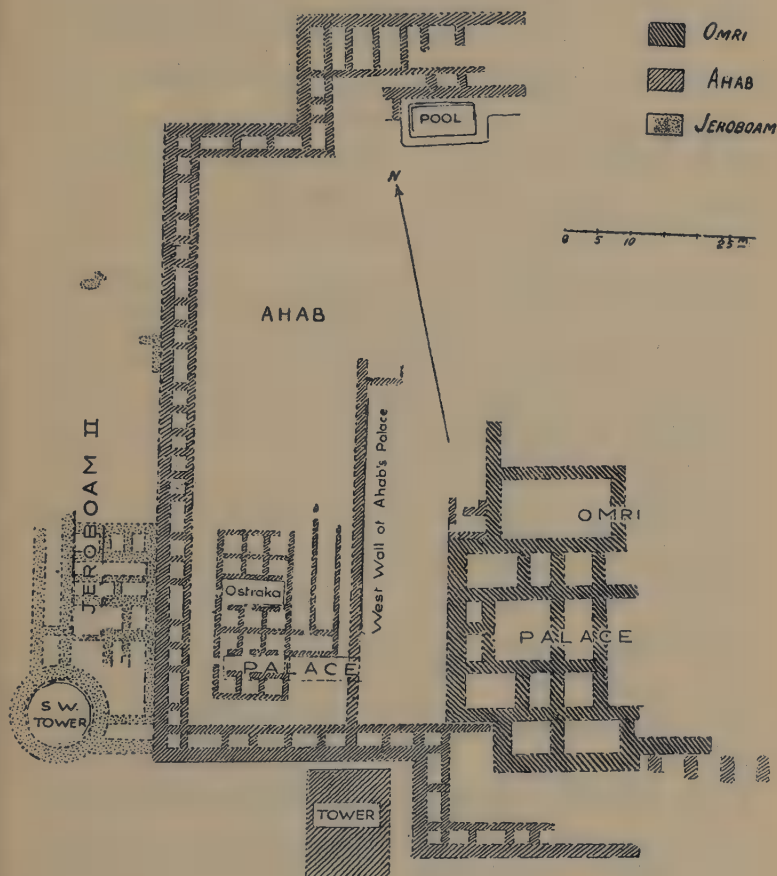 OMRI
AHAB
JEROBOAM
POOL
N
0 5 10 25 m
AHAB
JEROBOAM II
West Wall of Ahab's Palace
OMRI
Ostraka
PALACE
PALACE
S.W.
TOWER
TOWER